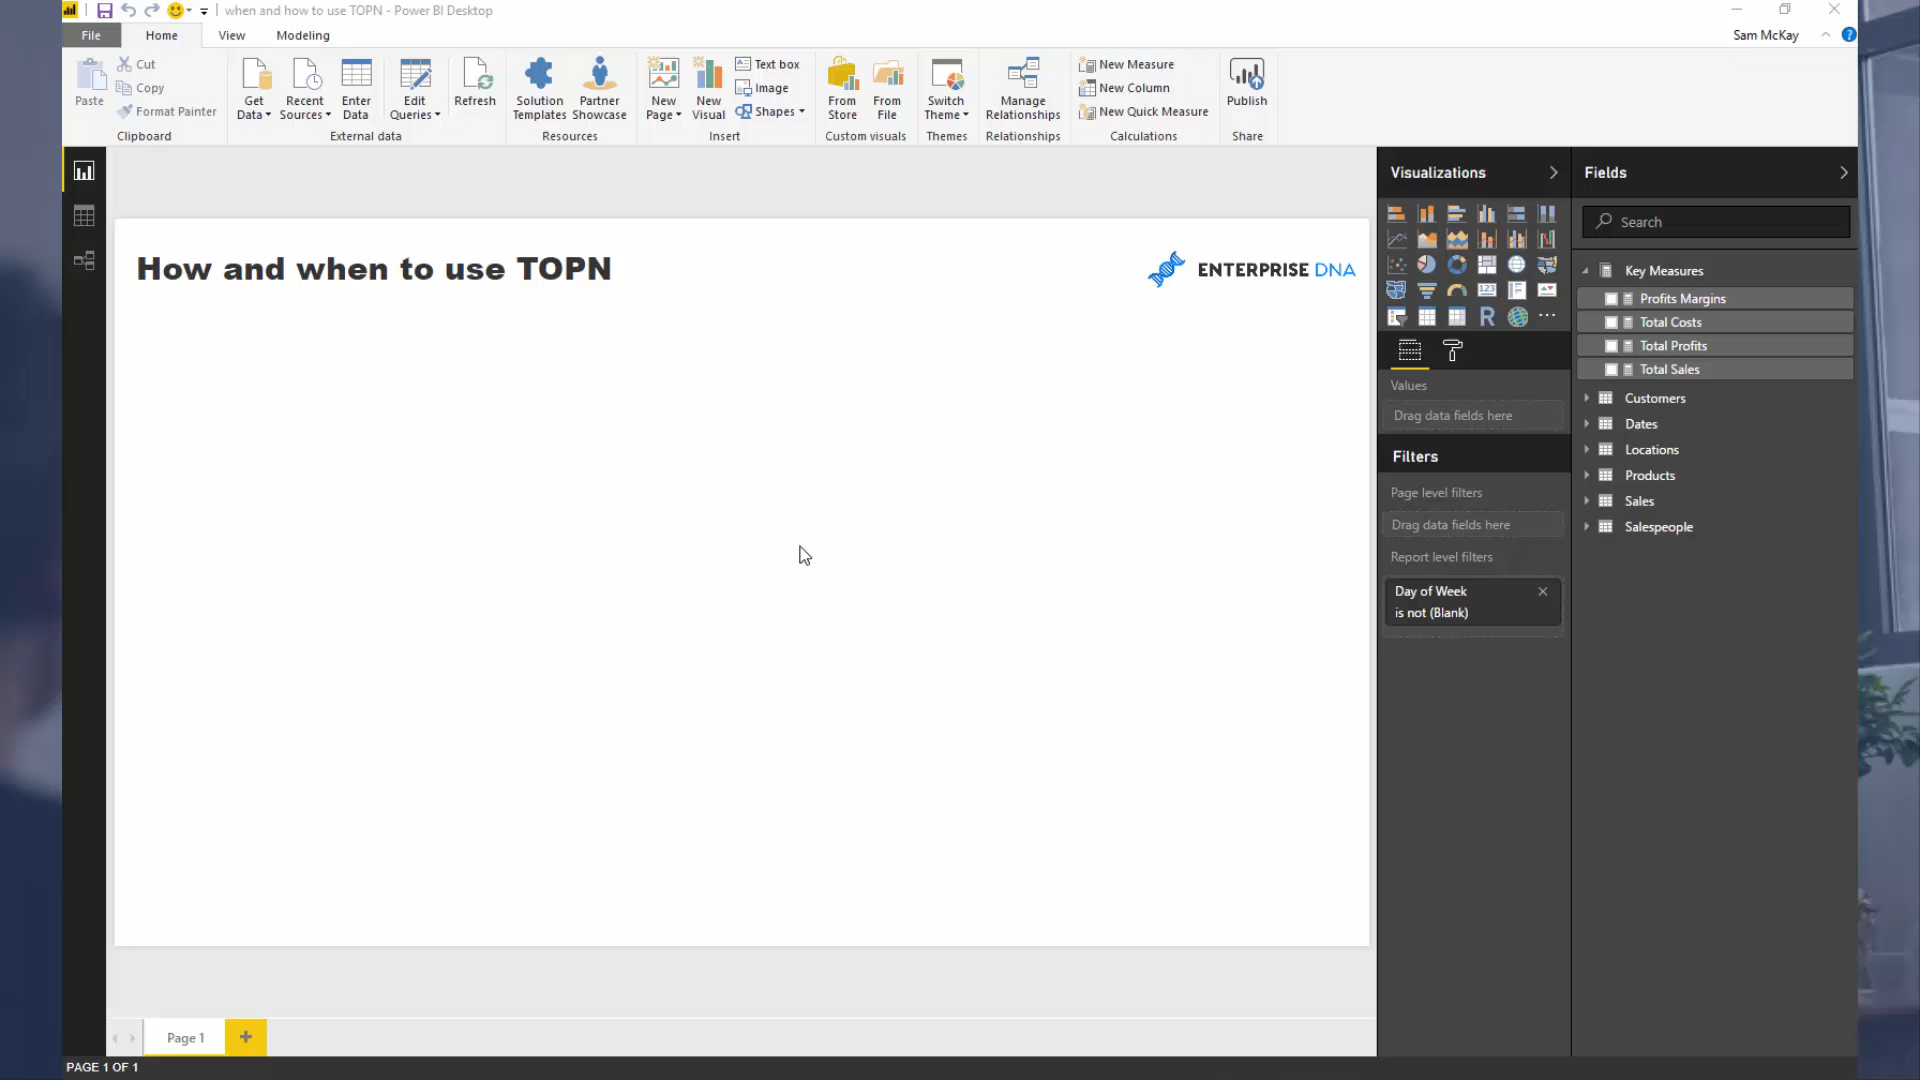 when and how to use TOPN - Power BI Desktop
File
Home
View
Modeling
Sam McKay
?
Paste
Cut
Copy
Format Painter
Clipboard
Get Data
Recent Sources
Enter Data
Edit Queries
Refresh
External data
Solution Templates
Partner Showcase
Resources
New Page
New Visual
Text box
Image
Shapes
Insert
From Store
From File
Custom visuals
Switch Theme
Themes
Manage Relationships
Relationships
New Measure
New Column
New Quick Measure
Calculations
Publish
Share
How and when to use TOPN
ENTERPRISE DNA
Visualizations
123
R
Values
Drag data fields here
Filters
Page level filters
Drag data fields here
Report level filters
Day of Week
is not (Blank)
Fields
Search
Key Measures
Profits Margins
Total Costs
Total Profits
Total Sales
Customers
Dates
Locations
Products
Sales
Salespeople
Page 1
PAGE 1 OF 1